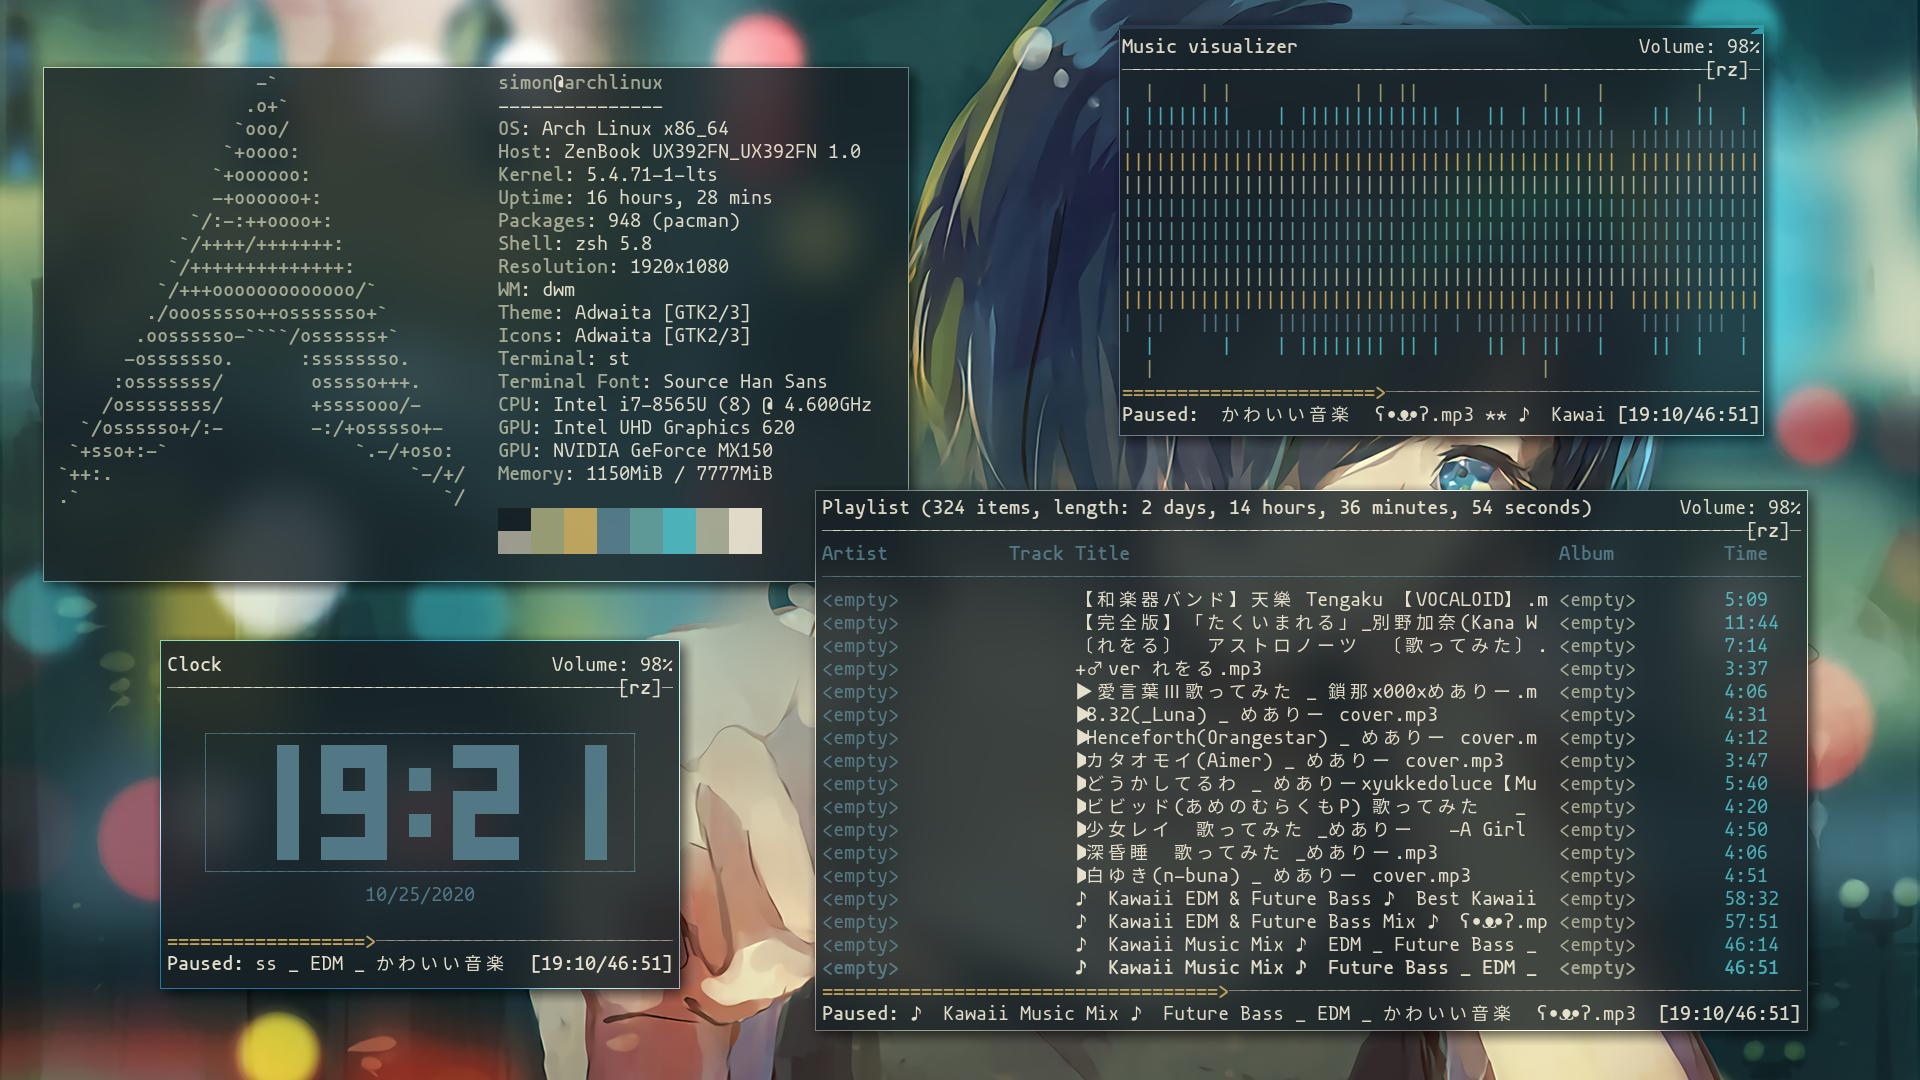 simon@archlinux
---------------
OS: Arch Linux x86_64
Host: ZenBook UX392FN_UX392FN 1.0
Kernel: 5.4.71-1-lts
Uptime: 16 hours, 28 mins
Packages: 948 (pacman)
Shell: zsh 5.8
Resolution: 1920x1080
WM: dwm
Theme: Adwaita [GTK2/3]
Icons: Adwaita [GTK2/3]
Terminal: st
Terminal Font: Source Han Sans
CPU: Intel i7-8565U (8) @ 4.600GHz
GPU: Intel UHD Graphics 620
GPU: NVIDIA GeForce MX150
Memory: 1150MiB / 7777MiB
Music visualizer Volume: 98%
[rz]
Paused: かわいい音楽 ʕ•ᴥ•ʔ.mp3 ** ♪ Kawai [19:10/46:51]
Clock Volume: 98%
[rz]
19:21
10/25/2020
Paused: ss _ EDM _ かわいい音楽 [19:10/46:51]
Playlist (324 items, length: 2 days, 14 hours, 36 minutes, 54 seconds) Volume: 98%
[rz]
Artist Track Title Album Time
<empty> 【和楽器バンド】天樂 Tengaku 【VOCALOID】.m <empty> 5:09
<empty> 【完全版】「たくいまれる」_別野加奈(Kana W <empty> 11:44
<empty> 〔れをる〕 アストロノーツ 〔歌ってみた〕. <empty> 7:14
<empty> +♂ ver れをる.mp3 <empty> 3:37
<empty> ▶愛言葉Ⅲ歌ってみた _ 鎖那x000xめありー.m <empty> 4:06
<empty> ▶8.32(_Luna) _ めありー cover.mp3 <empty> 4:31
<empty> ▶Henceforth(Orangestar) _ めありー cover.m <empty> 4:12
<empty> ▶カタオモイ(Aimer) _ めありー cover.mp3 <empty> 3:47
<empty> ▶どうかしてるわ _ めありーxyukkedoluce【Mu <empty> 5:40
<empty> ▶ビビッド(あめのむらくもP) 歌ってみた _ <empty> 4:20
<empty> ▶少女レイ 歌ってみた _めありー -A Girl <empty> 4:50
<empty> ▶深昏睡 歌ってみた _めありー.mp3 <empty> 4:06
<empty> ▶白ゆき(n-buna) _ めありー cover.mp3 <empty> 4:51
<empty> ♪ Kawaii EDM & Future Bass ♪ Best Kawaii <empty> 58:32
<empty> ♪ Kawaii EDM & Future Bass Mix ♪ ʕ•ᴥ•ʔ.mp <empty> 57:51
<empty> ♪ Kawaii Music Mix ♪ EDM _ Future Bass _ <empty> 46:14
<empty> ♪ Kawaii Music Mix ♪ Future Bass _ EDM _ <empty> 46:51
Paused: ♪ Kawaii Music Mix ♪ Future Bass _ EDM _ かわいい音楽 ʕ•ᴥ•ʔ.mp3 [19:10/46:51]